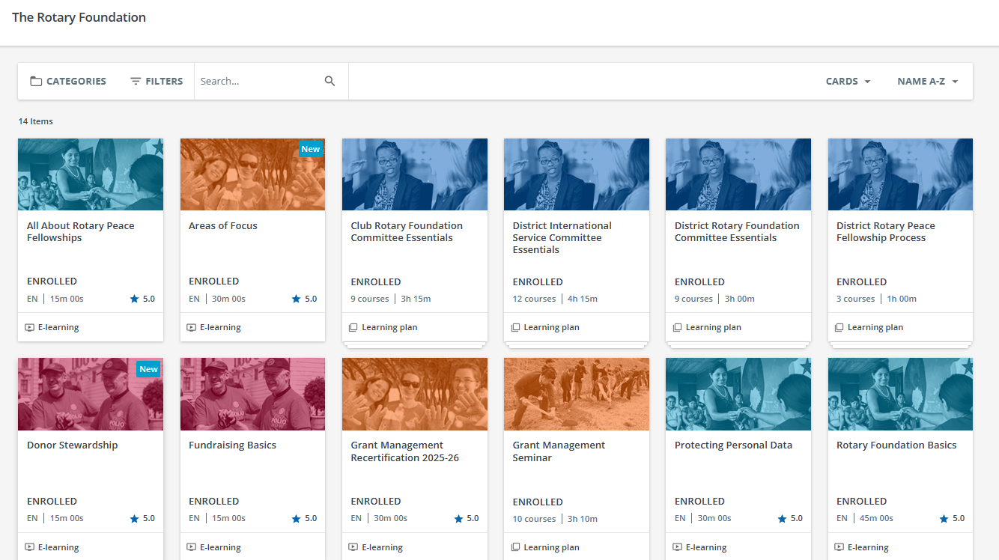 The Rotary Foundation
CATEGORIES FILTERS Search... CARDS NAME A-Z
14 Items
New
All About Rotary Peace
Fellowships
ENROLLED
EN | 15m 00s 5.0
E-learning
Areas of Focus
ENROLLED
EN | 30m 00s 5.0
E-learning
Club Rotary Foundation
Committee Essentials
ENROLLED
9 courses | 3h 15m
Learning plan
District International
Service Committee
Essentials
ENROLLED
12 courses | 4h 15m
Learning plan
District Rotary Foundation
Committee Essentials
ENROLLED
9 courses | 3h 00m
Learning plan
District Rotary Peace
Fellowship Process
ENROLLED
3 courses | 1h 00m
Learning plan
New
POLIO
Donor Stewardship
ENROLLED
EN | 15m 00s 5.0
E-learning
POLIO
Fundraising Basics
ENROLLED
EN | 15m 00s 5.0
E-learning
Grant Management
Recertification 2025-26
ENROLLED
EN | 30m 00s 5.0
E-learning
Grant Management
Seminar
ENROLLED
10 courses | 3h 10m
Learning plan
Protecting Personal Data
ENROLLED
EN | 30m 00s 5.0
E-learning
Rotary Foundation Basics
ENROLLED
EN | 45m 00s 5.0
E-learning